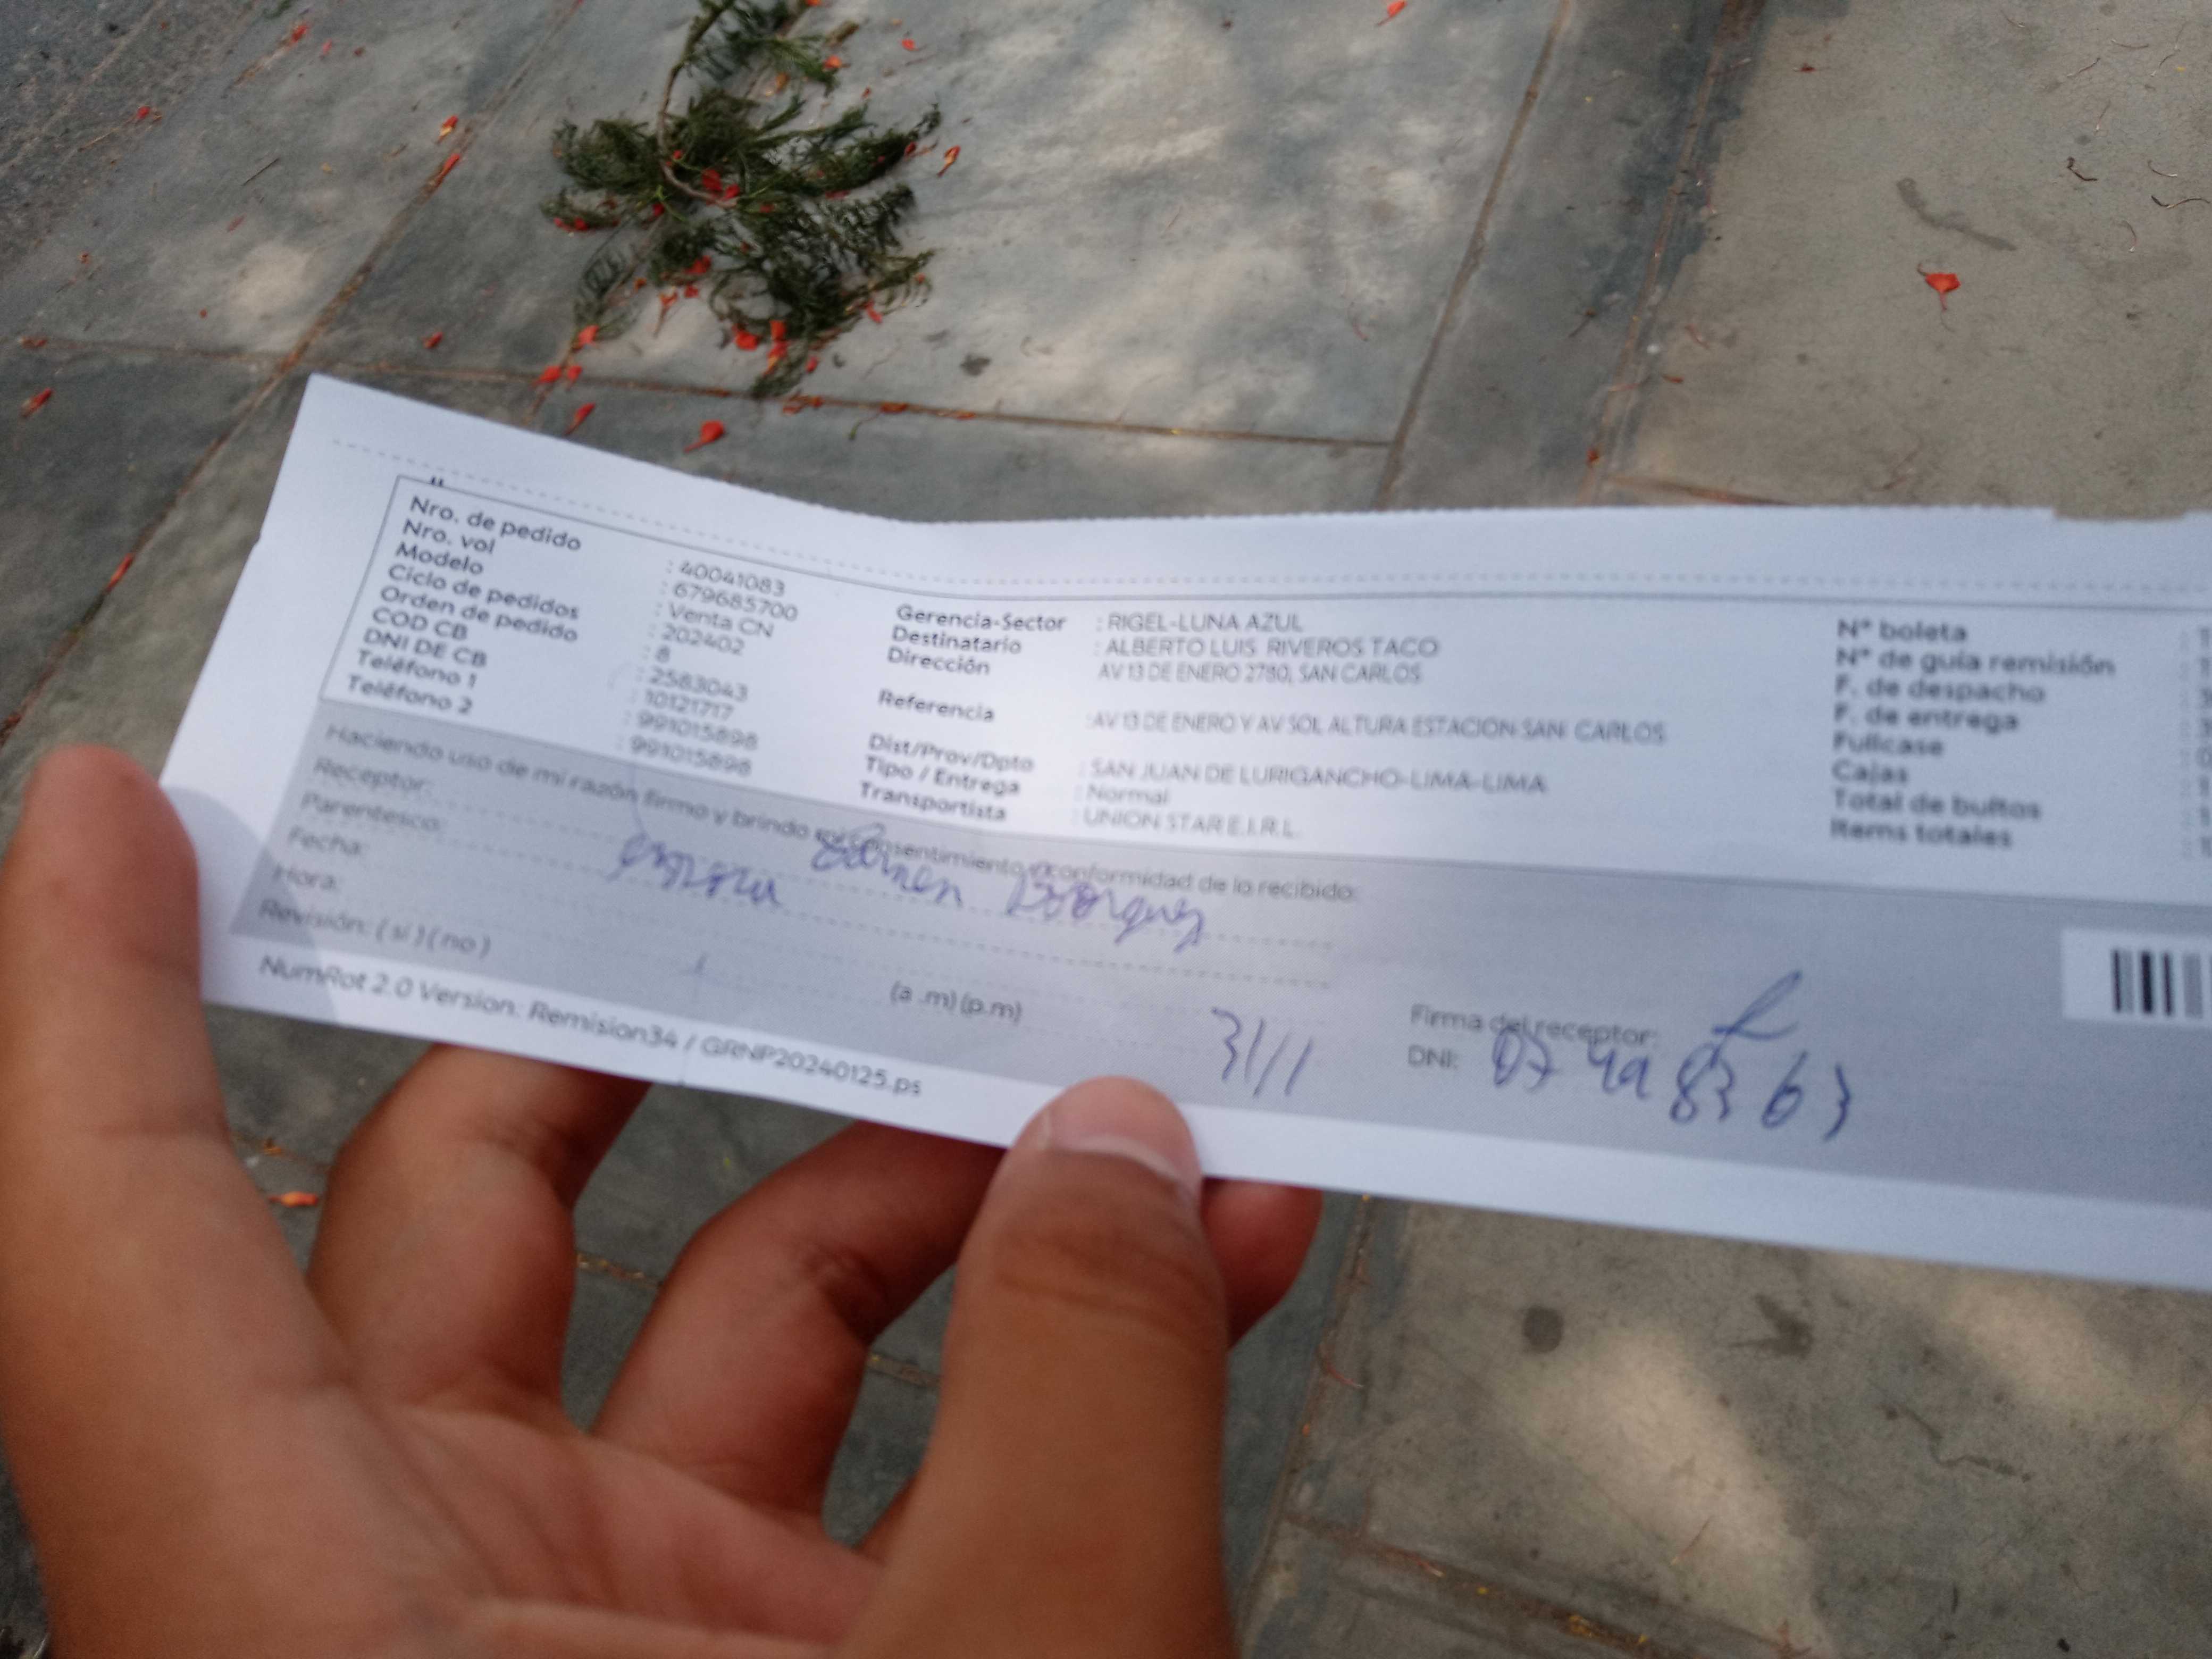 Nro. de pedido : 40041083
Nro. vol : 679685700
Modelo : Venta CN
Ciclo de pedidos : 202402
Orden de pedido : 8
COD CB : 2583043
DNI DE CB : 10121717
Teléfono 1 : 991015898
Teléfono 2 : 991015898
Gerencia-Sector : RIGEL-LUNA AZUL
Destinatario : ALBERTO LUIS RIVEROS TACO
Dirección AV 13 DE ENERO 2780, SAN CARLOS
Referencia : AV 13 DE ENERO Y AV SOL ALTURA ESTACION SAN CARLOS
Dist/Prov/Dpto : SAN JUAN DE LURIGANCHO-LIMA-LIMA
Tipo / Entrega : Normal
Transportista : UNION STAR E.I.R.L.
N° boleta
N° de guía remisión
F. de despacho
F. de entrega
Fullcase
Cajas
Total de bultos
Items totales
Haciendo uso de mi razón firmo y brindo mi consentimiento y conformidad de lo recibido:
Receptor: Carmen
Parentesco:
Fecha:
Hora: (a .m) (p.m)
Revisión: ( si ) ( no )
31/1
Firma del receptor:
DNI:
NumRot 2.0 Version: Remision34 / GRNP20240125.ps